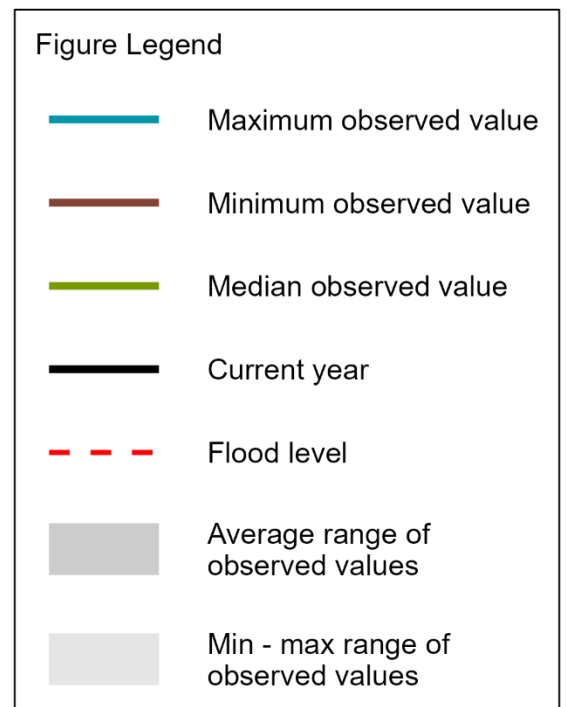 Figure Legend
Maximum observed value
Minimum observed value
Median observed value
Current year
Flood level
Average range of
observed values
Min - max range of
observed values